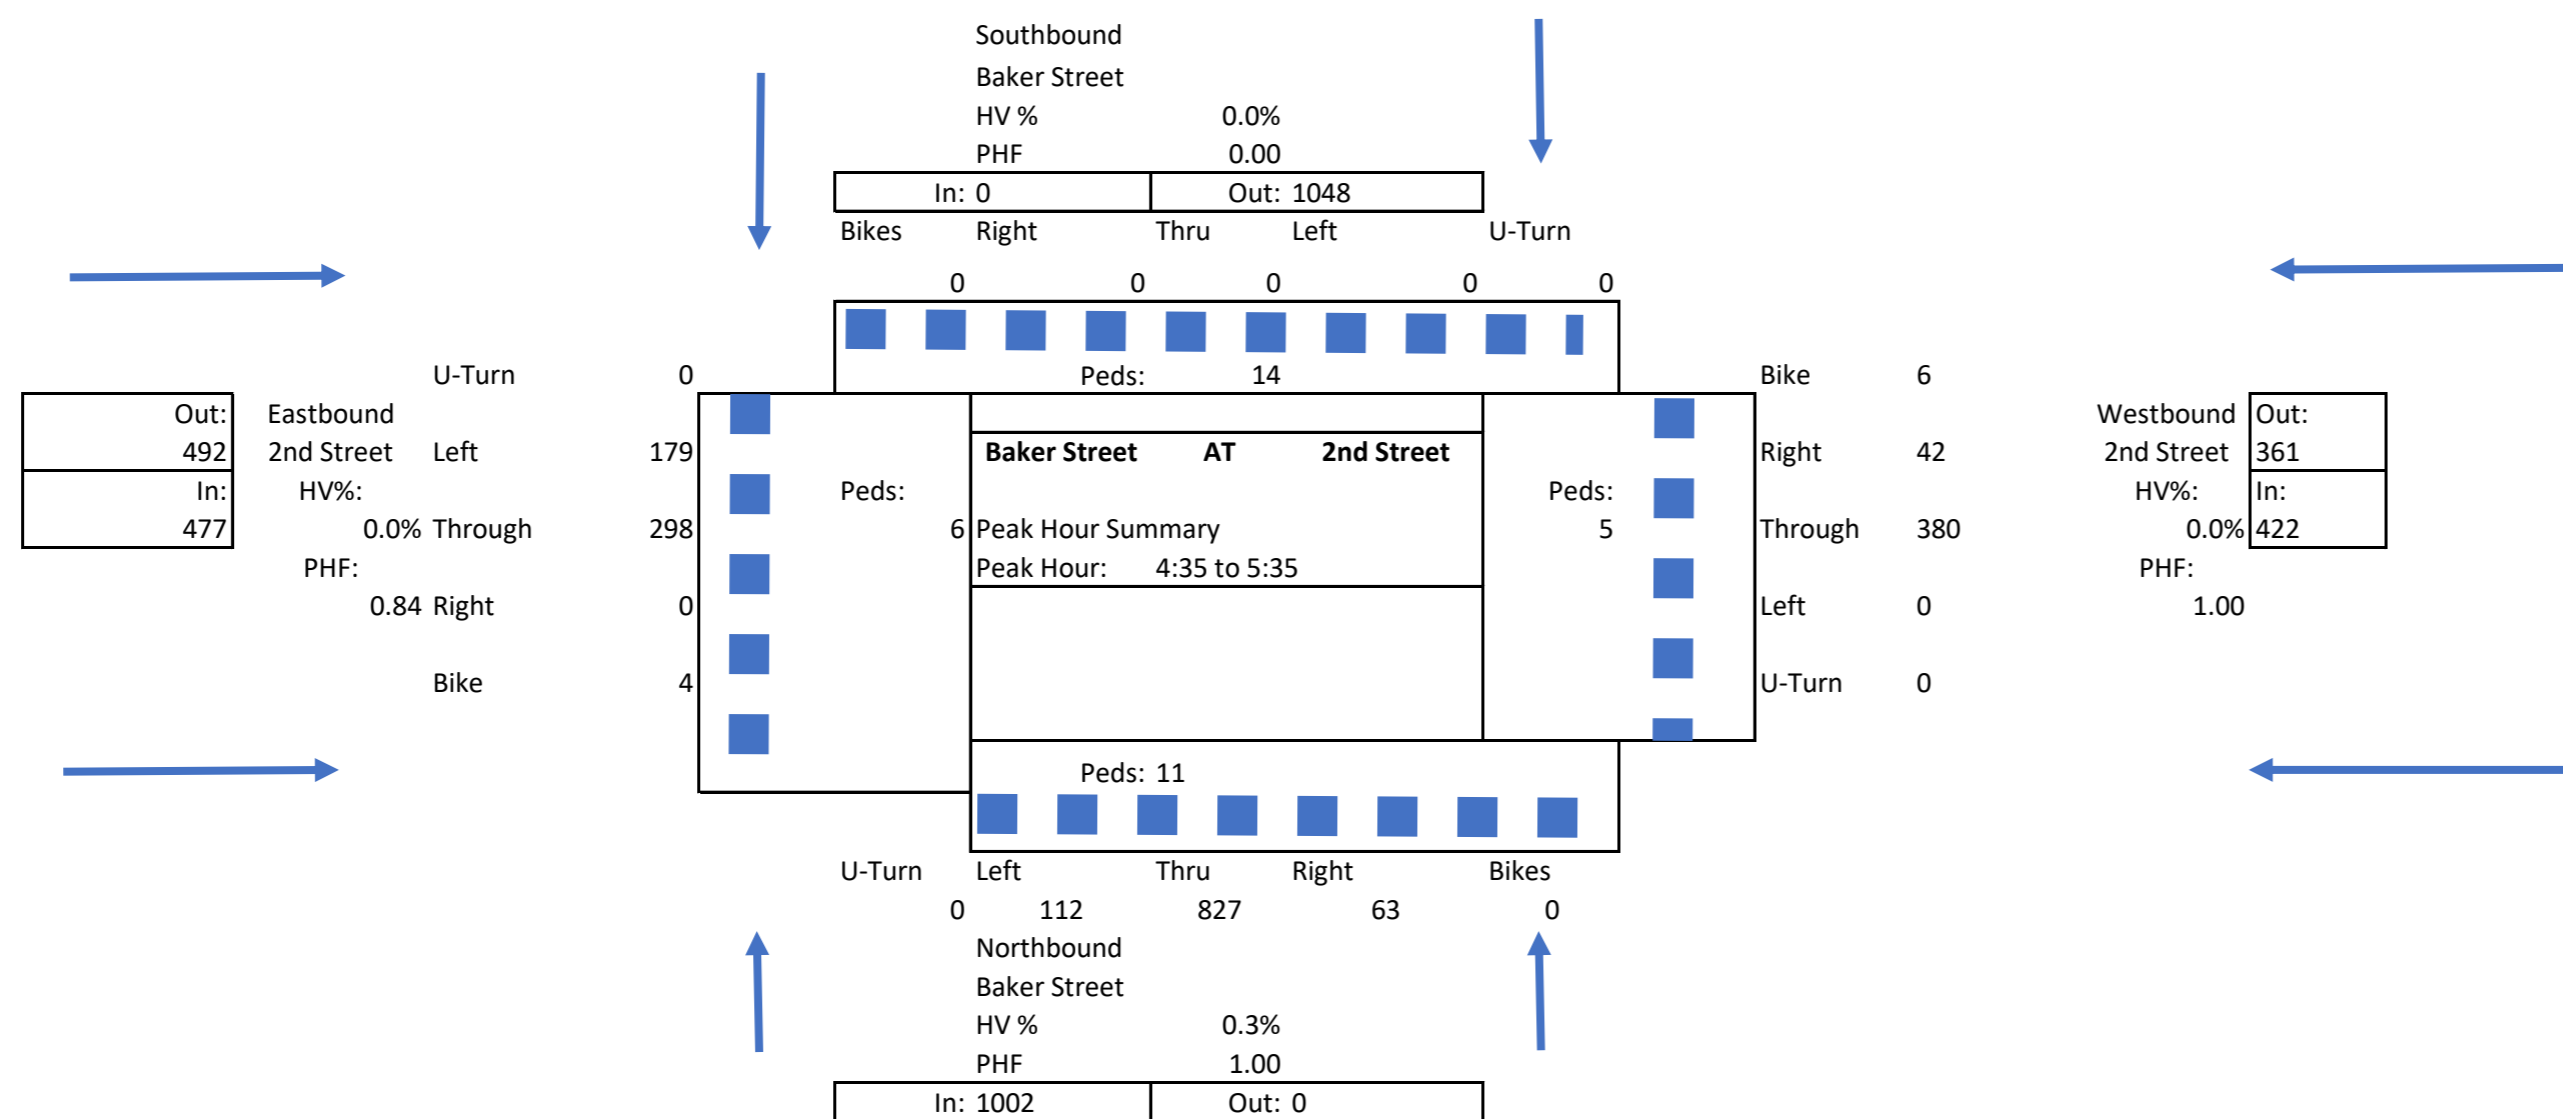 Southbound
Baker Street
HV % 0.0%
PHF 0.00
In: 0 Out: 1048
Bikes Right Thru Left U-Turn
0 0 0 0 0
U-Turn 0 Peds: 14 Bike 6
Out: Eastbound Westbound Out:
492 2nd Street Left 179 Baker Street AT 2nd Street Right 42 2nd Street 361
In: HV%: Peds: Peds: HV%: In:
477 0.0% Through 298 6 Peak Hour Summary 5 Through 380 0.0% 422
PHF: Peak Hour: 4:35 to 5:35 PHF:
0.84 Right 0 Left 0 1.00
Bike 4 U-Turn 0
Peds: 11
U-Turn Left Thru Right Bikes
0 112 827 63 0
Northbound
Baker Street
HV % 0.3%
PHF 1.00
In: 1002 Out: 0